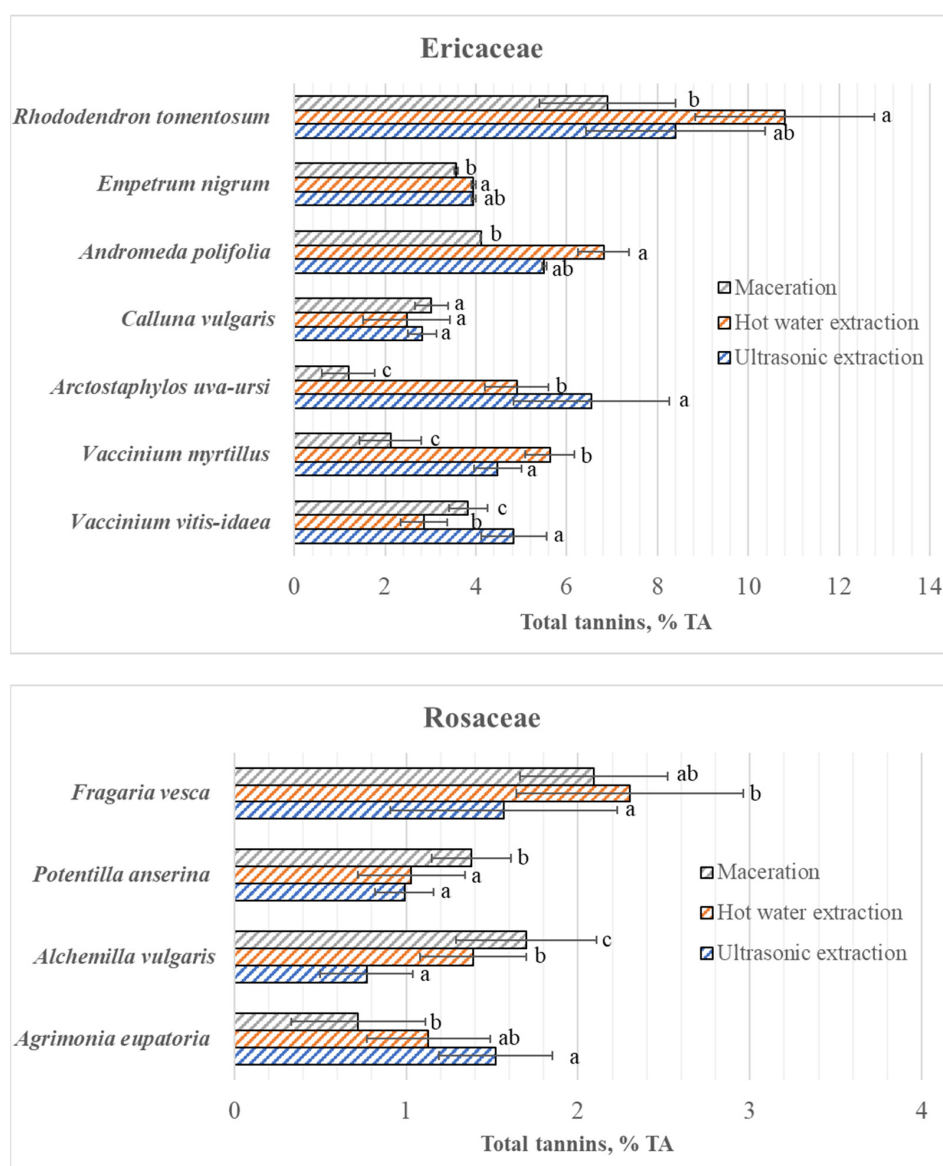 Ericaceae
Rhododendron tomentosum
b
a
ab
Empetrum nigrum
b
a
ab
Andromeda polifolia
b
a
ab
Calluna vulgaris
a
a
a
Arctostaphylos uva-ursi
c
b
a
Vaccinium myrtillus
c
b
a
Vaccinium vitis-idaea
c
b
a
Maceration
Hot water extraction
Ultrasonic extraction
0 2 4 6 8 10 12 14
Total tannins, % TA
Rosaceae
Fragaria vesca
ab
b
a
Potentilla anserina
b
a
a
Alchemilla vulgaris
c
b
a
Agrimonia eupatoria
b
ab
a
Maceration
Hot water extraction
Ultrasonic extraction
0 1 2 3 4
Total tannins, % TA